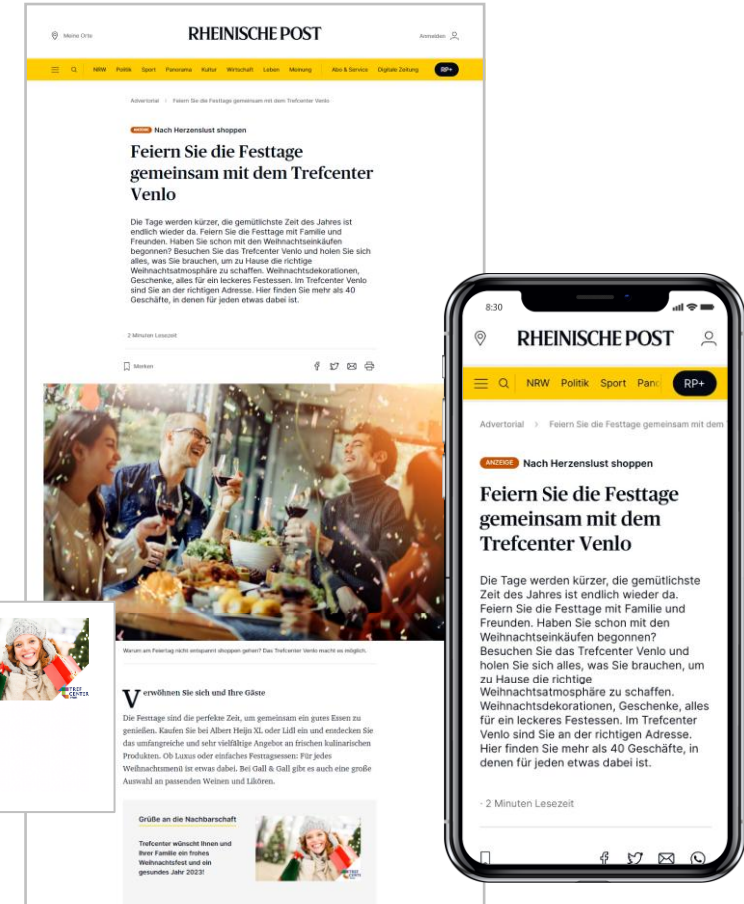 Meine Orte
RHEINISCHE POST
Anmelden
NRW Politik Sport Panorama Kultur Wirtschaft Leben Meinung Abo & Service Digitale Zeitung RP+
Advertorial > Feiern Sie die Festtage gemeinsam mit dem Trefcenter Venlo
ANZEIGE Nach Herzenslust shoppen
Feiern Sie die Festtage
gemeinsam mit dem Trefcenter
Venlo
Die Tage werden kürzer, die gemütlichste Zeit des Jahres ist
endlich wieder da. Feiern Sie die Festtage mit Familie und
Freunden. Haben Sie schon mit den Weihnachtseinkäufen
begonnen? Besuchen Sie das Trefcenter Venlo und holen Sie sich
alles, was Sie brauchen, um zu Hause die richtige
Weihnachtsatmosphäre zu schaffen. Weihnachtsdekorationen,
Geschenke, alles für ein leckeres Festessen. Im Trefcenter Venlo
sind Sie an der richtigen Adresse. Hier finden Sie mehr als 40
Geschäfte, in denen für jeden etwas dabei ist.
2 Minuten Lesezeit
Merken
Warum am Feiertag nicht entspannt shoppen gehen? Das Trefcenter Venlo macht es möglich.
Verwöhnen Sie sich und Ihre Gäste
Die Festtage sind die perfekte Zeit, um gemeinsam ein gutes Essen zu
genießen. Kaufen Sie bei Albert Heijn XL oder Lidl ein und entdecken Sie
das umfangreiche und sehr vielfältige Angebot an frischen kulinarischen
Produkten. Ob Luxus oder einfaches Festtagsessen: Für jedes
Weihnachtsmenü ist etwas dabei. Bei Gall & Gall gibt es auch eine große
Auswahl an passenden Weinen und Likören.
Grüße an die Nachbarschaft
Trefcenter wünscht Ihnen und
Ihrer Familie ein frohes
Weihnachtsfest und ein
gesundes Jahr 2023!
TREF
CENTER
TREF
CENTER
8:30
RHEINISCHE POST
NRW Politik Sport Pano RP+
Advertorial > Feiern Sie die Festtage gemeinsam mit dem
ANZEIGE Nach Herzenslust shoppen
Feiern Sie die Festtage
gemeinsam mit dem
Trefcenter Venlo
Die Tage werden kürzer, die gemütlichste
Zeit des Jahres ist endlich wieder da.
Feiern Sie die Festtage mit Familie und
Freunden. Haben Sie schon mit den
Weihnachtseinkäufen begonnen?
Besuchen Sie das Trefcenter Venlo und
holen Sie sich alles, was Sie brauchen, um
zu Hause die richtige
Weihnachtsatmosphäre zu schaffen.
Weihnachtsdekorationen, Geschenke, alles
für ein leckeres Festessen. Im Trefcenter
Venlo sind Sie an der richtigen Adresse.
Hier finden Sie mehr als 40 Geschäfte, in
denen für jeden etwas dabei ist.
- 2 Minuten Lesezeit